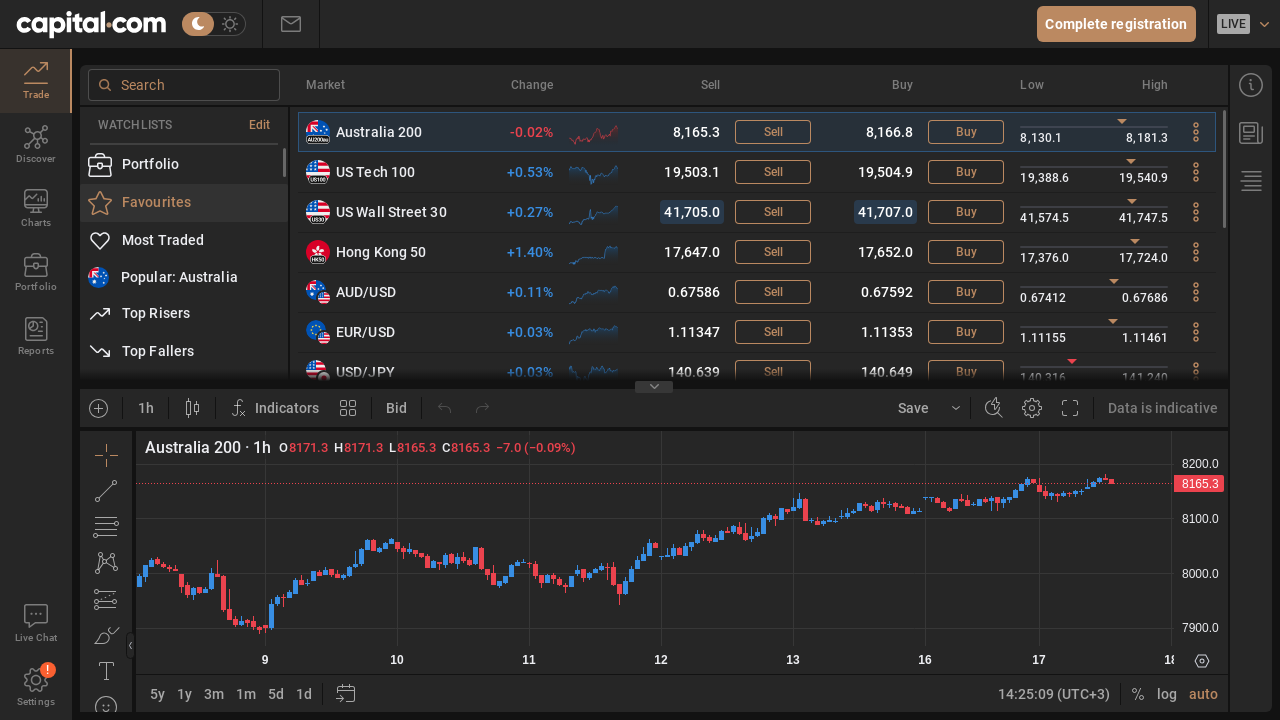 capital.com
Complete registration
LIVE
Trade
Discover
Charts
Portfolio
Reports
Live Chat
!
Settings
Search
Market Change Sell Buy Low High
WATCHLISTS Edit
Portfolio
Favourites
Most Traded
Popular: Australia
Top Risers
Top Fallers
AU200 Australia 200 -0.02% 8,165.3 Sell 8,166.8 Buy 8,130.1 8,181.3
US100 US Tech 100 +0.53% 19,503.1 Sell 19,504.9 Buy 19,388.6 19,540.9
US30 US Wall Street 30 +0.27% 41,705.0 Sell 41,707.0 Buy 41,574.5 41,747.5
HK50 Hong Kong 50 +1.40% 17,647.0 Sell 17,652.0 Buy 17,376.0 17,724.0
AUD/USD +0.11% 0.67586 Sell 0.67592 Buy 0.67412 0.67686
EUR/USD +0.03% 1.11347 Sell 1.11353 Buy 1.11155 1.11461
USD/JPY +0.03% 140.639 Sell 140.649 Buy 140.316 141.240
1h Indicators Bid Save Data is indicative
Australia 200 · 1h O8171.3 H8171.3 L8165.3 C8165.3 −7.0 (−0.09%)
8200.0
8165.3
8100.0
8000.0
7900.0
9 10 11 12 13 16 17 18
5y 1y 3m 1m 5d 1d 14:25:09 (UTC+3) % log auto